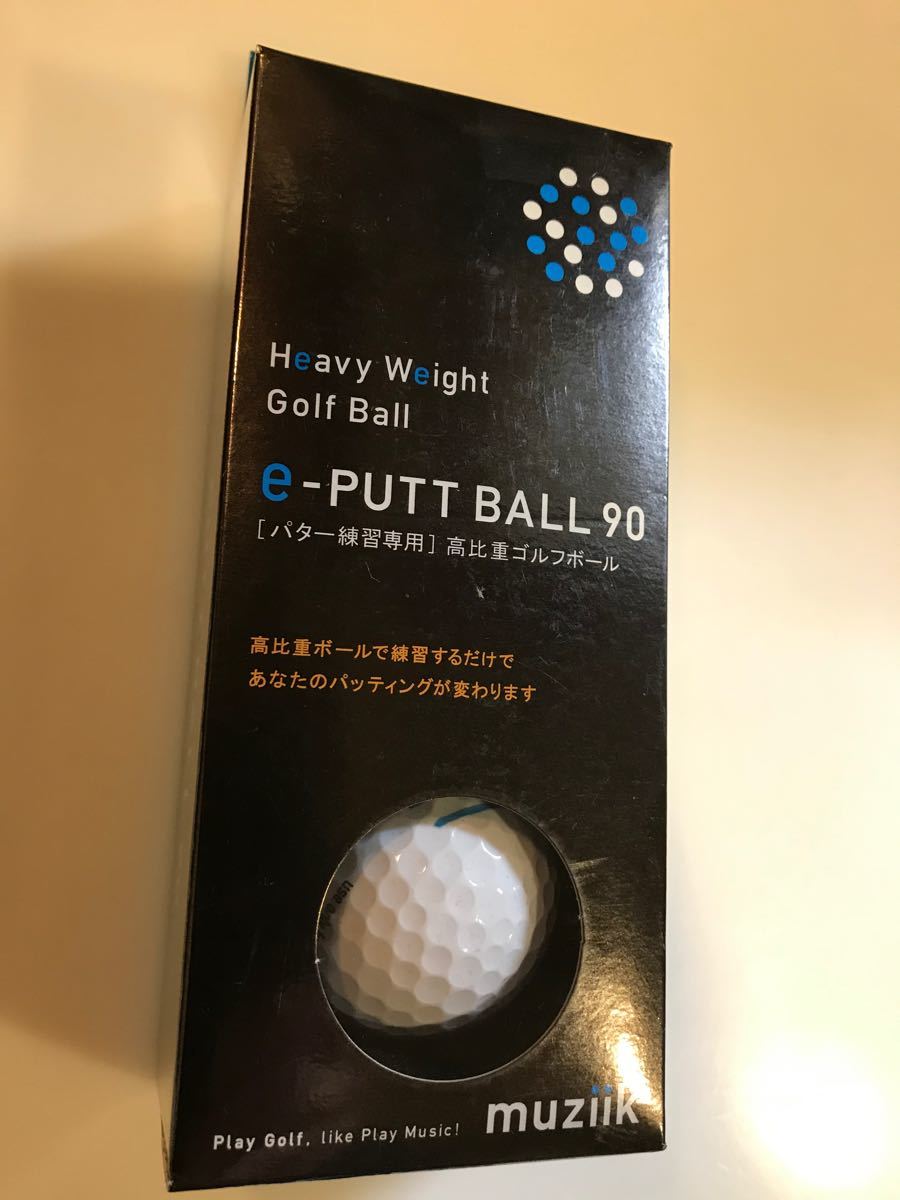 Heavy Weight
Golf Ball
e-PUTT BALL 90
[パター練習専用] 高比重ゴルフボール
高比重ボールで練習するだけで
あなたのパッティングが変わります
muziik
Play Golf, like Play Music!